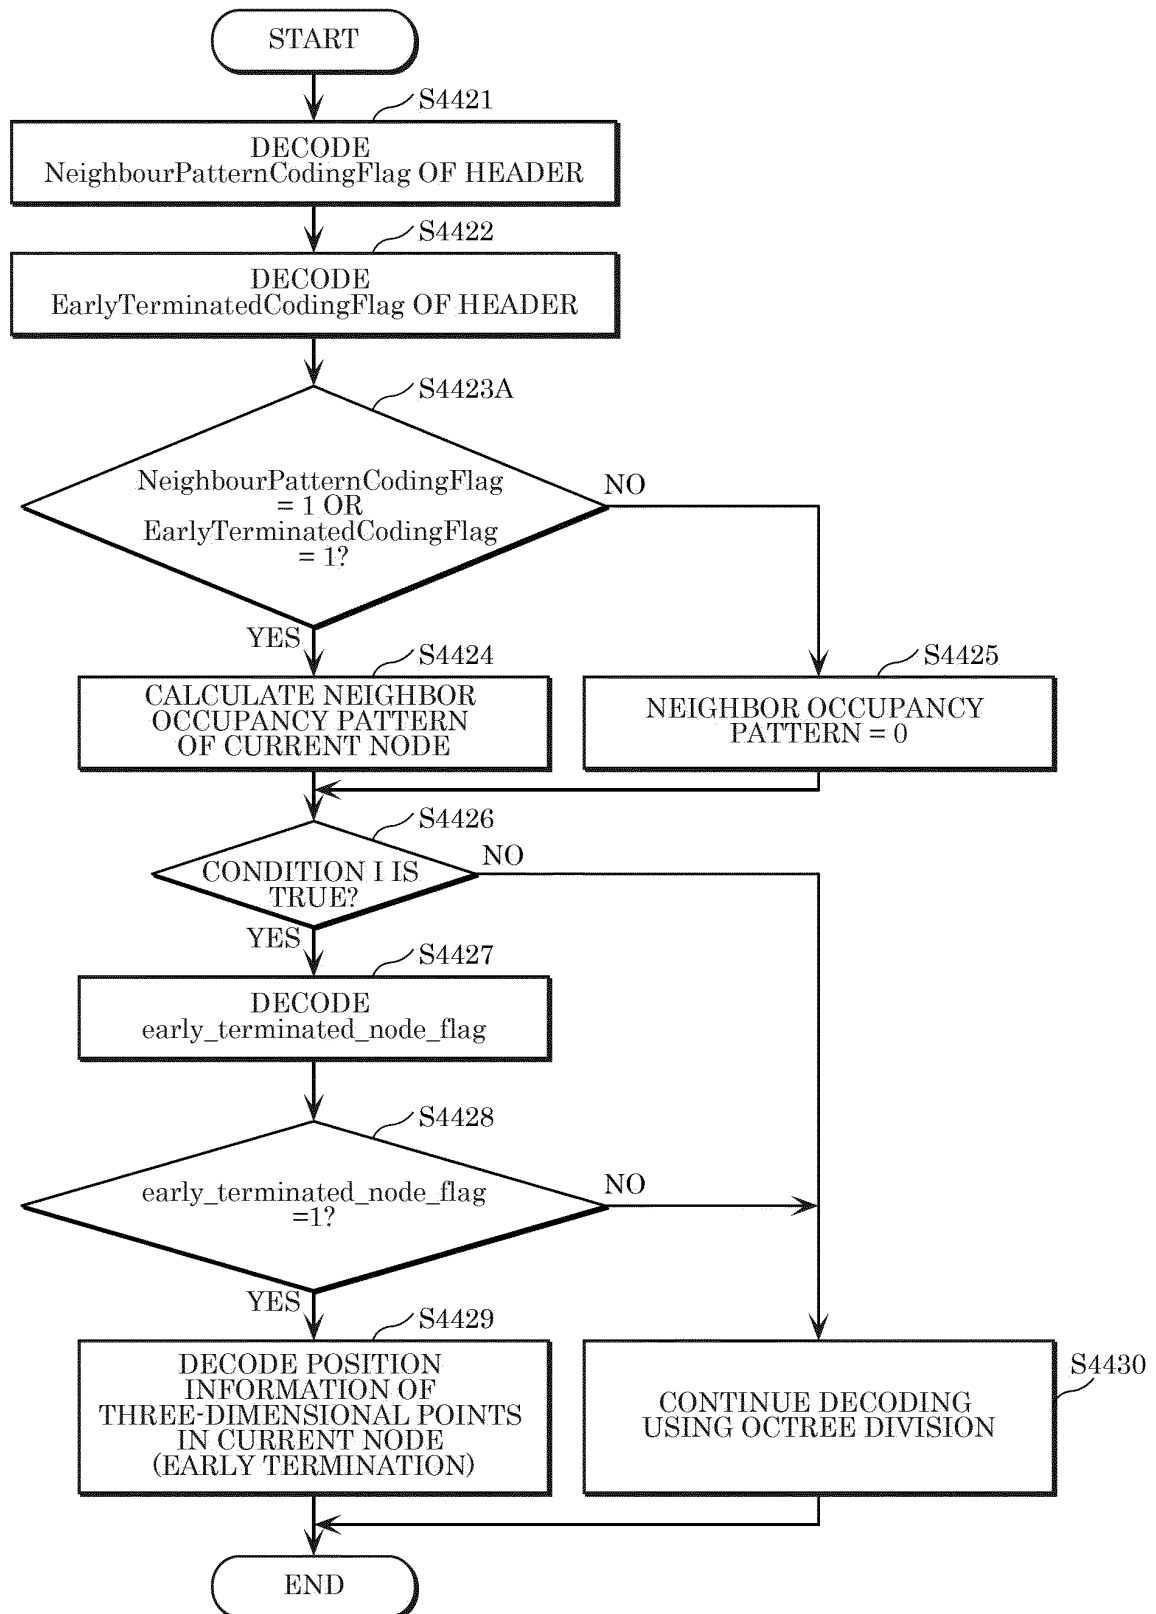 START
S4421
DECODE
NeighbourPatternCodingFlag OF HEADER
S4422
DECODE
EarlyTerminatedCodingFlag OF HEADER
S4423A
NeighbourPatternCodingFlag
= 1 OR
EarlyTerminatedCodingFlag
= 1?
NO
YES
S4424
CALCULATE NEIGHBOR
OCCUPANCY PATTERN
OF CURRENT NODE
S4425
NEIGHBOR OCCUPANCY
PATTERN = 0
S4426
CONDITION I IS
TRUE?
NO
YES
S4427
DECODE
early_terminated_node_flag
S4428
early_terminated_node_flag
=1?
NO
YES
S4429
DECODE POSITION
INFORMATION OF
THREE-DIMENSIONAL POINTS
IN CURRENT NODE
(EARLY TERMINATION)
S4430
CONTINUE DECODING
USING OCTREE DIVISION
END